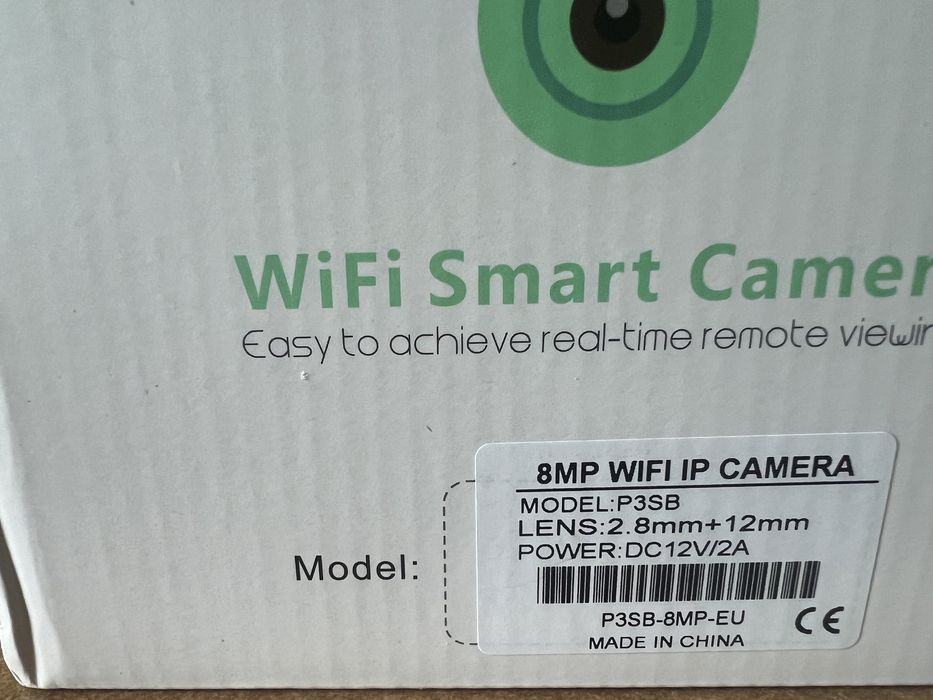 WiFi Smart Camer
Easy to achieve real-time remote viewin
8MP WIFI IP CAMERA
MODEL:P3SB
LENS:2.8mm+12mm
POWER:DC12V/2A
Model:
P3SB-8MP-EU
CE
MADE IN CHINA